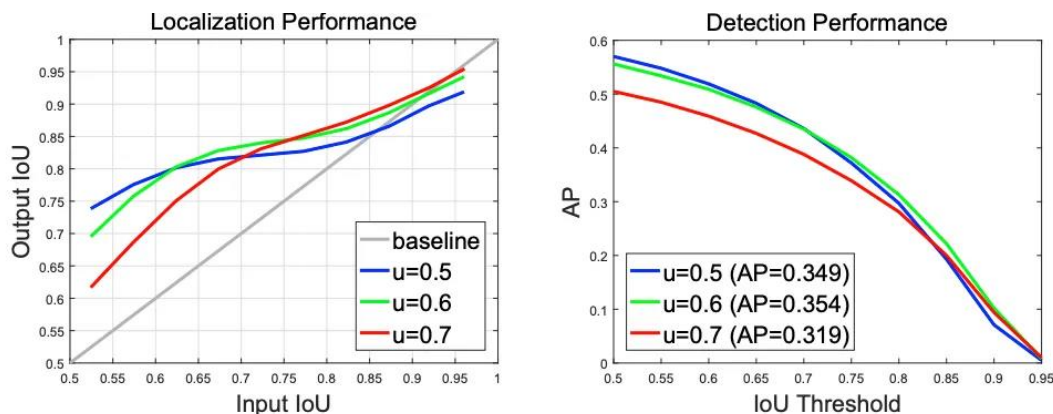 Localization Performance
1
0.95
0.9
0.85
0.8
0.75
0.7
0.65
0.6
0.55
0.5
Output IoU
baseline
u=0.5
u=0.6
u=0.7
0.5 0.55 0.6 0.65 0.7 0.75 0.8 0.85 0.9 0.95 1
Input IoU
Detection Performance
0.6
0.5
0.4
0.3
0.2
0.1
0
AP
u=0.5 (AP=0.349)
u=0.6 (AP=0.354)
u=0.7 (AP=0.319)
0.5 0.55 0.6 0.65 0.7 0.75 0.8 0.85 0.9 0.95
IoU Threshold